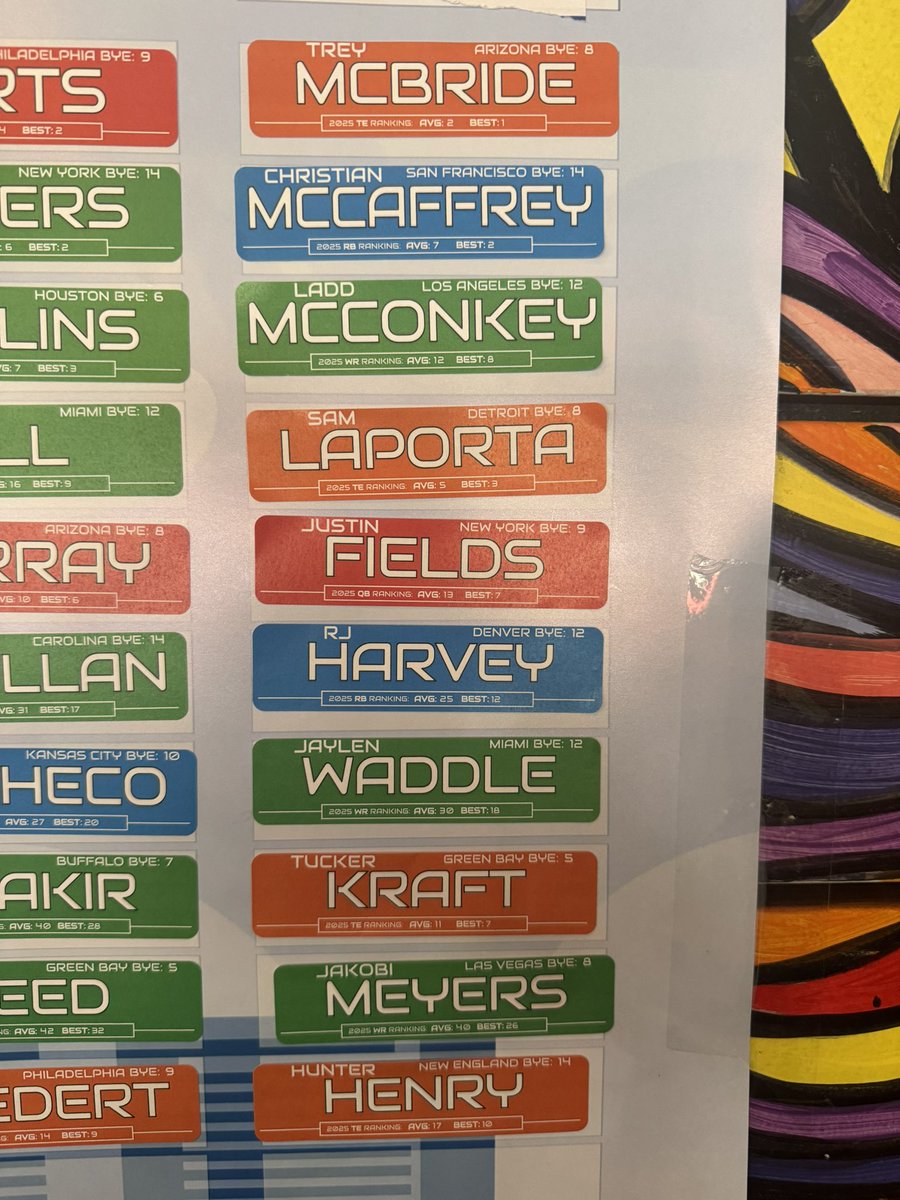 PHILADELPHIA BYE: 9
RTS
BEST: 2
TREY ARIZONA BYE: 8
MCBRIDE
2025 TE RANKING: AVG: 2 BEST: 1
NEW YORK BYE: 14
ERS
6 BEST: 2
CHRISTIAN SAN FRANCISCO BYE: 14
MCCAFFREY
2025 RB RANKING: AVG: 7 BEST: 2
HOUSTON BYE: 6
LINS
AVG: 7 BEST: 3
LADD LOS ANGELES BYE: 12
MCCONKEY
2025 WR RANKING: AVG: 12 BEST: 8
MIAMI BYE: 12
LL
16 BEST: 9
SAM DETROIT BYE: 8
LAPORTA
2025 TE RANKING: AVG: 5 BEST: 3
ARIZONA BYE: 8
RRAY
AVG: 10 BEST: 6
JUSTIN NEW YORK BYE: 9
FIELDS
2025 QB RANKING: AVG: 13 BEST: 7
CAROLINA BYE: 14
LLAN
AVG: 31 BEST: 17
RJ DENVER BYE: 12
HARVEY
2025 RB RANKING: AVG: 25 BEST: 12
KANSAS CITY BYE: 10
HECO
AVG: 27 BEST: 20
JAYLEN MIAMI BYE: 12
WADDLE
2025 WR RANKING: AVG: 30 BEST: 18
BUFFALO BYE: 7
AKIR
AVG: 40 BEST: 28
TUCKER GREEN BAY BYE: 5
KRAFT
2025 TE RANKING: AVG: 11 BEST: 7
GREEN BAY BYE: 5
EED
NG: AVG: 42 BEST: 32
JAKOBI LAS VEGAS BYE: 8
MEYERS
2025 WR RANKING: AVG: 40 BEST: 26
PHILADELPHIA BYE: 9
EDERT
AVG: 14 BEST: 9
HUNTER NEW ENGLAND BYE: 14
HENRY
2025 TE RANKING: AVG: 17 BEST: 10